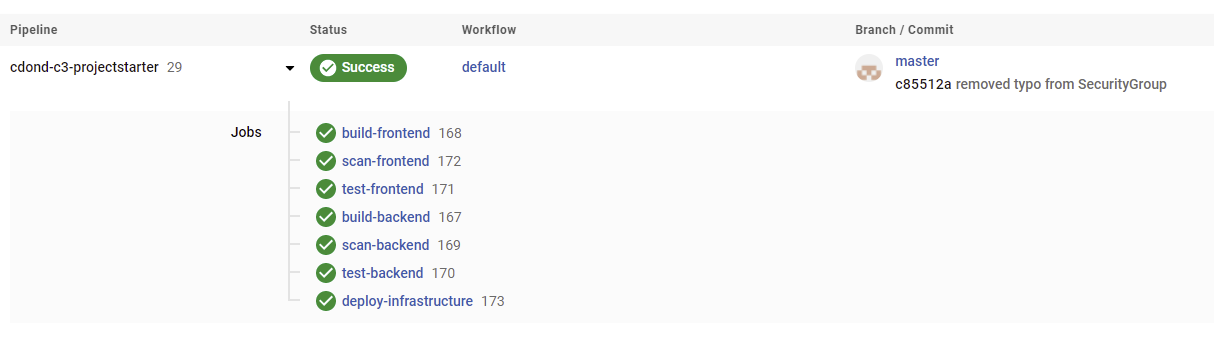 Pipeline Status Workflow Branch / Commit
cdond-c3-projectstarter 29 Success default master
c85512a removed typo from SecurityGroup
Jobs build-frontend 168
scan-frontend 172
test-frontend 171
build-backend 167
scan-backend 169
test-backend 170
deploy-infrastructure 173